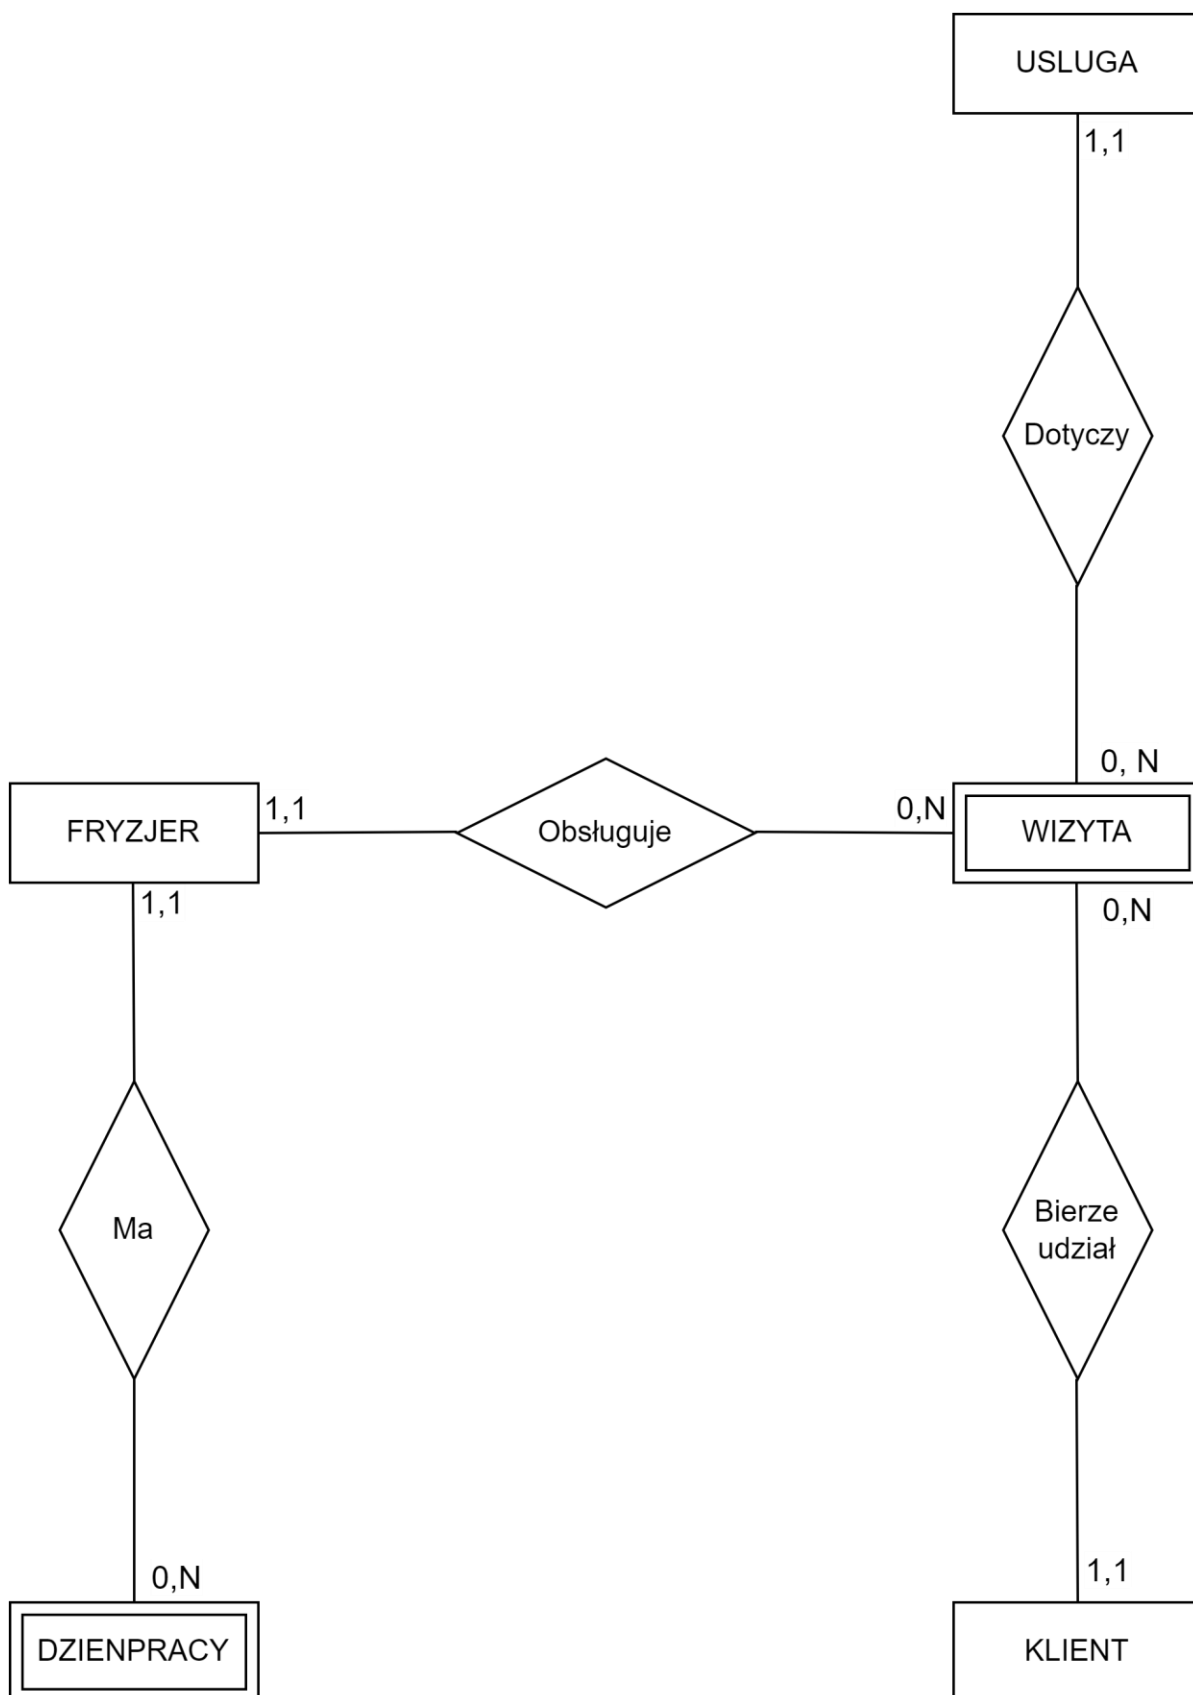 USLUGA
1,1
Dotyczy
0, N
FRYZJER
1,1
Obsługuje
0,N
WIZYTA
1,1
0,N
Ma
Bierze
udział
0,N
1,1
DZIENPRACY
KLIENT